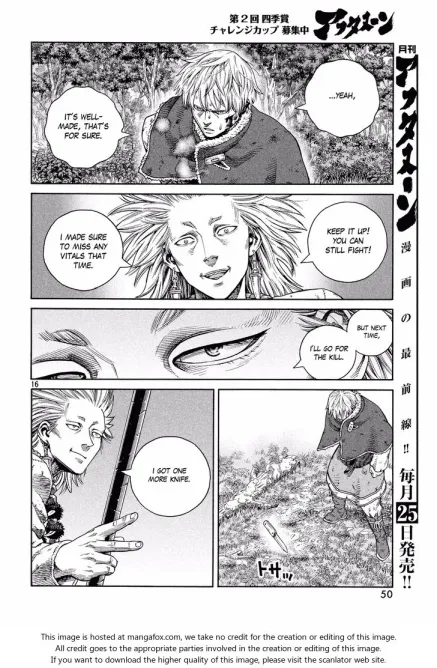 第2回 四季賞
チャレンジカップ 募集中
アフタヌーン
月刊
アフタヌーン
漫画の最前線!!
毎月25日発売!!
...YEAH,
IT'S WELL-
MADE, THAT'S
FOR SURE.
KEEP IT UP!
YOU CAN
STILL FIGHT!
I MADE SURE
TO MISS ANY
VITALS THAT
TIME.
BUT NEXT
TIME,
I'LL GO FOR
THE KILL.
16
I GOT ONE
MORE KNIFE.
トサッ
50
This image is hosted at mangafox.com, we take no credit for the creation or editing of this image.
All credit goes to the appropriate parties involved in the creation or editing of this image.
If you want to download the higher quality of this image, please visit the scanlator web site.